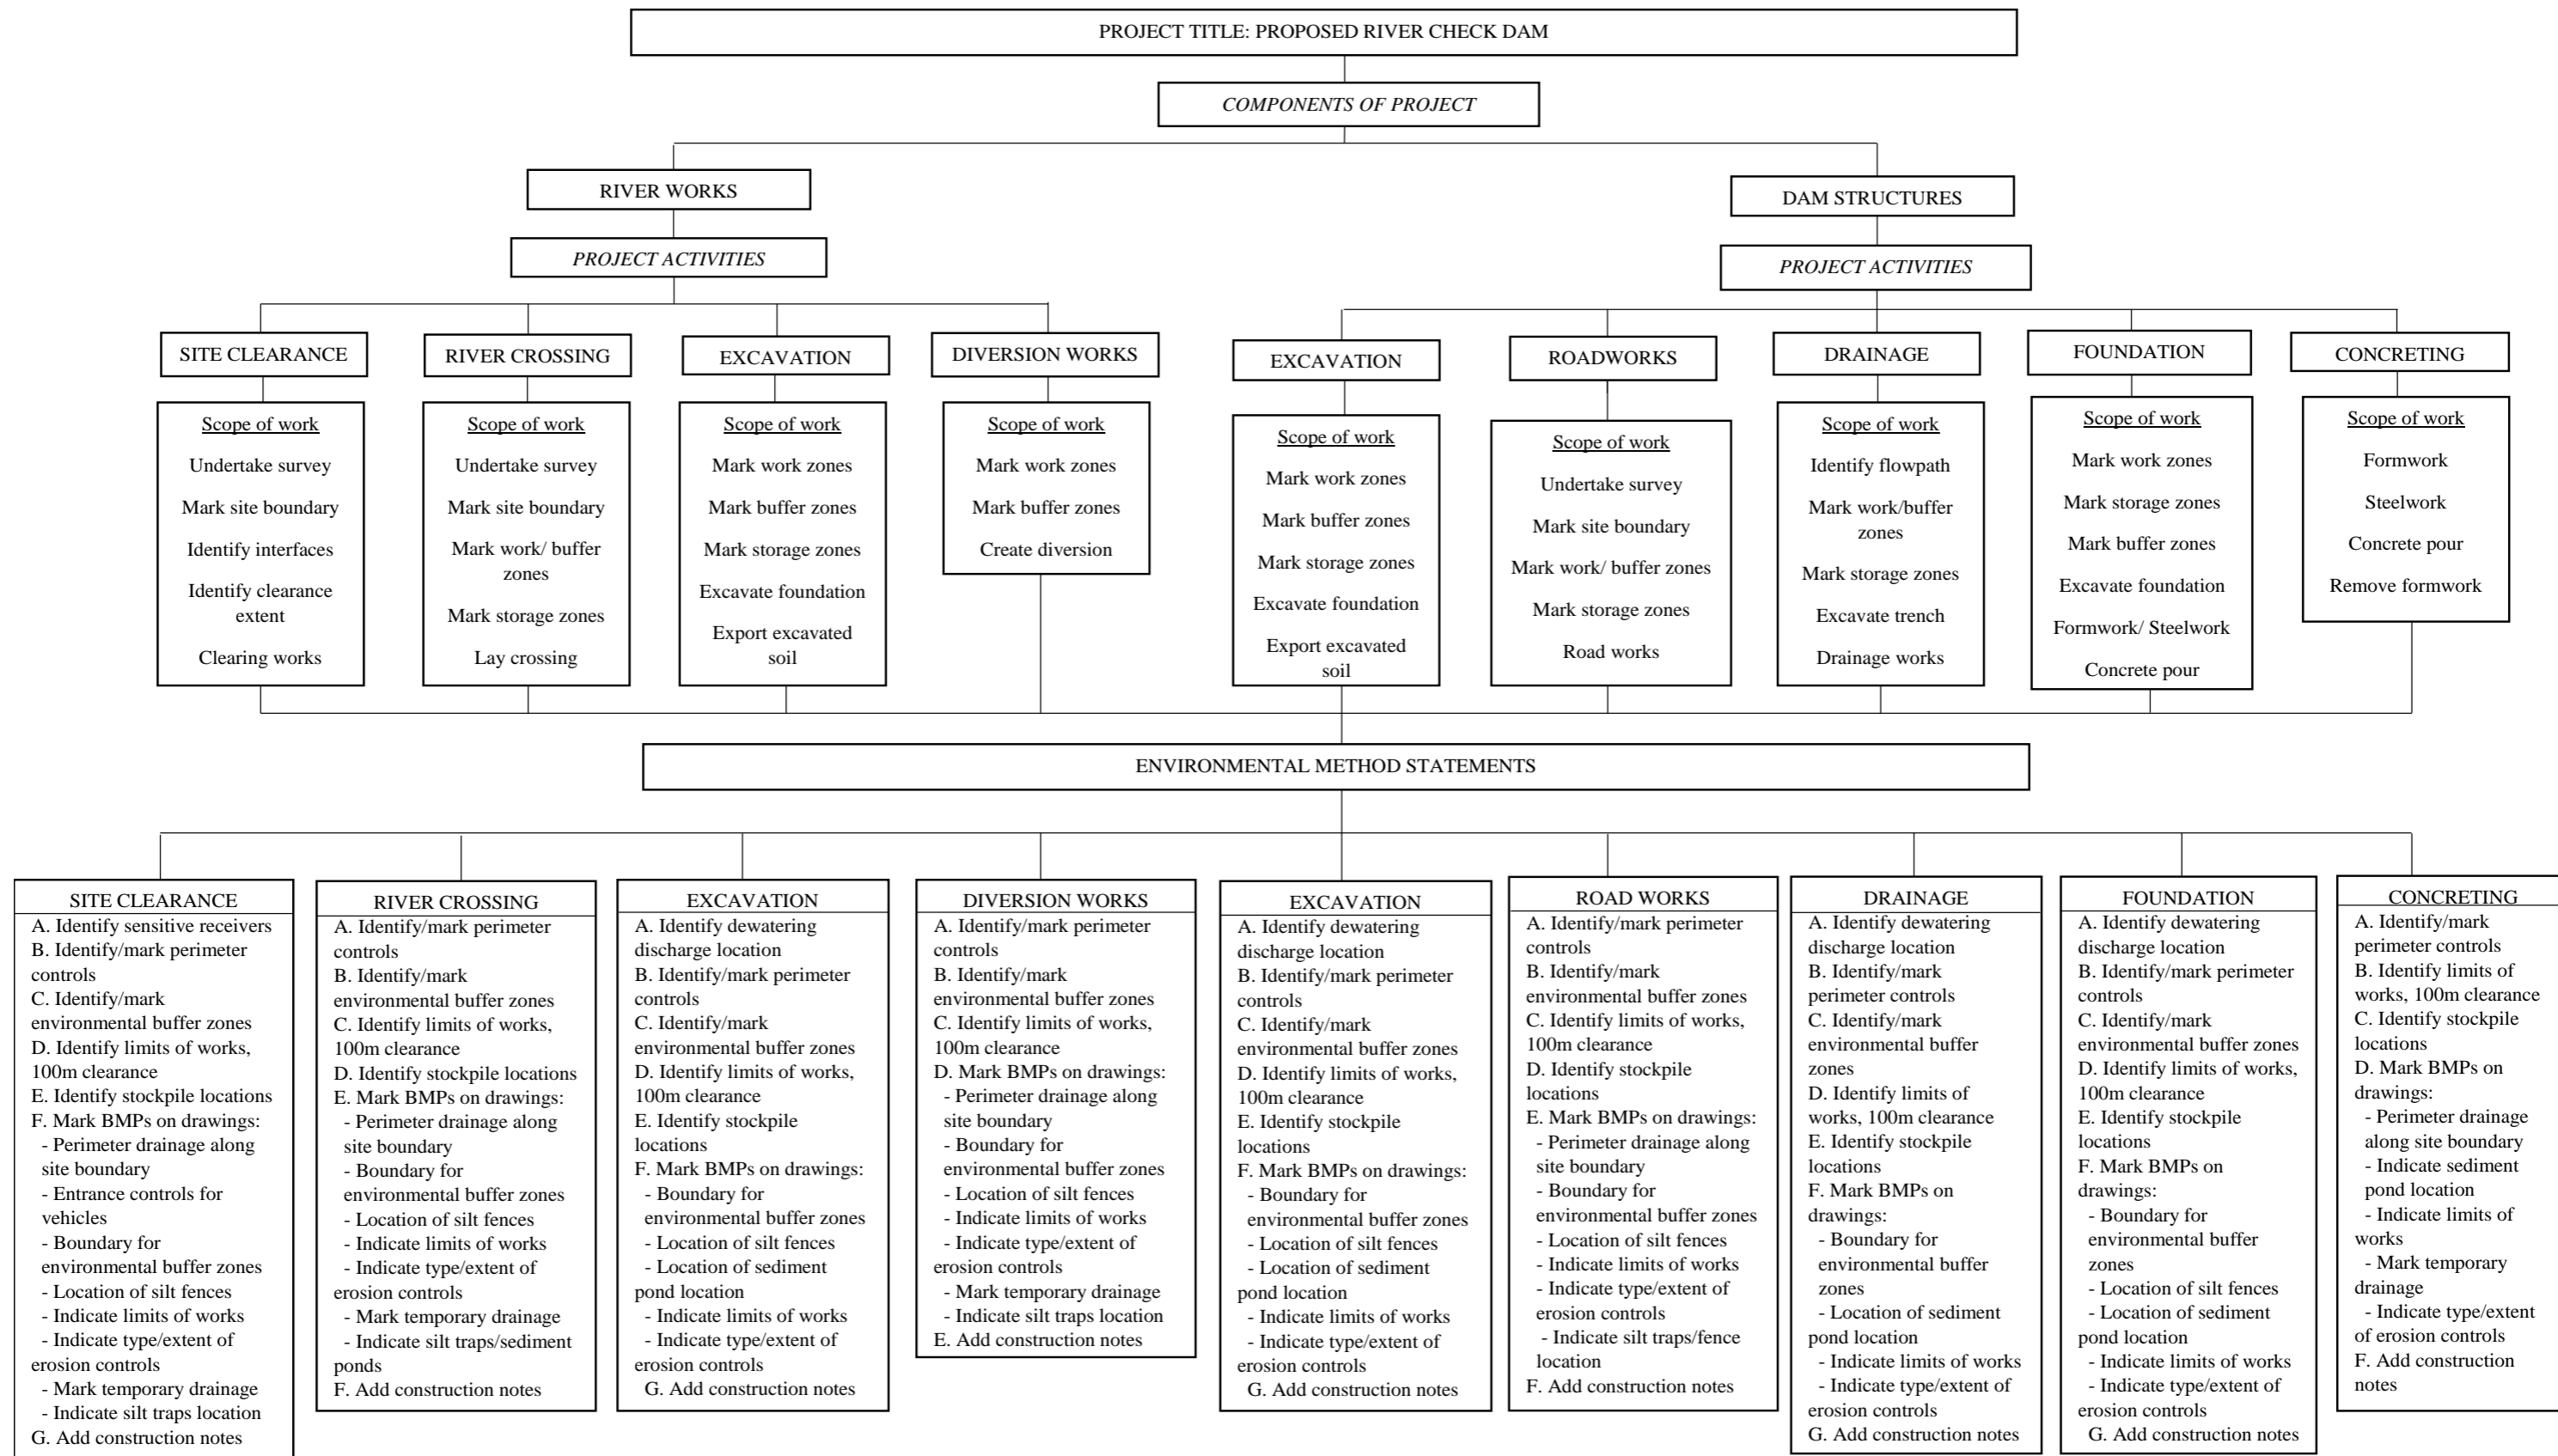 PROJECT TITLE: PROPOSED RIVER CHECK DAM
COMPONENTS OF PROJECT
RIVER WORKS
DAM STRUCTURES
PROJECT ACTIVITIES
PROJECT ACTIVITIES
SITE CLEARANCE
RIVER CROSSING
EXCAVATION
DIVERSION WORKS
EXCAVATION
ROADWORKS
DRAINAGE
FOUNDATION
CONCRETING
Scope of work
Undertake survey
Mark site boundary
Identify interfaces
Identify clearance
extent
Clearing works
Scope of work
Undertake survey
Mark site boundary
Mark work/ buffer
zones
Mark storage zones
Lay crossing
Scope of work
Mark work zones
Mark buffer zones
Mark storage zones
Excavate foundation
Export excavated
soil
Scope of work
Mark work zones
Mark buffer zones
Create diversion
Scope of work
Mark work zones
Mark buffer zones
Mark storage zones
Excavate foundation
Export excavated
soil
Scope of work
Undertake survey
Mark site boundary
Mark work/ buffer zones
Mark storage zones
Road works
Scope of work
Identify flowpath
Mark work/buffer
zones
Mark storage zones
Excavate trench
Drainage works
Scope of work
Mark work zones
Mark storage zones
Mark buffer zones
Excavate foundation
Formwork/ Steelwork
Concrete pour
Scope of work
Formwork
Steelwork
Concrete pour
Remove formwork
ENVIRONMENTAL METHOD STATEMENTS
SITE CLEARANCE
A. Identify sensitive receivers
B. Identify/mark perimeter
controls
C. Identify/mark
environmental buffer zones
D. Identify limits of works,
100m clearance
E. Identify stockpile locations
F. Mark BMPs on drawings:
- Perimeter drainage along
site boundary
- Entrance controls for
vehicles
- Boundary for
environmental buffer zones
- Location of silt fences
- Indicate limits of works
- Indicate type/extent of
erosion controls
- Mark temporary drainage
- Indicate silt traps location
G. Add construction notes
RIVER CROSSING
A. Identify/mark perimeter
controls
B. Identify/mark
environmental buffer zones
C. Identify limits of works,
100m clearance
D. Identify stockpile locations
E. Mark BMPs on drawings:
- Perimeter drainage along
site boundary
- Boundary for
environmental buffer zones
- Location of silt fences
- Indicate limits of works
- Indicate type/extent of
erosion controls
- Mark temporary drainage
- Indicate silt traps/sediment
ponds
F. Add construction notes
EXCAVATION
A. Identify dewatering
discharge location
B. Identify/mark perimeter
controls
C. Identify/mark
environmental buffer zones
D. Identify limits of works,
100m clearance
E. Identify stockpile
locations
F. Mark BMPs on drawings:
- Boundary for
environmental buffer zones
- Location of silt fences
- Location of sediment
pond location
- Indicate limits of works
- Indicate type/extent of
erosion controls
G. Add construction notes
DIVERSION WORKS
A. Identify/mark perimeter
controls
B. Identify/mark
environmental buffer zones
C. Identify limits of works,
100m clearance
D. Mark BMPs on drawings:
- Perimeter drainage along
site boundary
- Boundary for
environmental buffer zones
- Location of silt fences
- Indicate limits of works
- Indicate type/extent of
erosion controls
- Mark temporary drainage
- Indicate silt traps location
E. Add construction notes
EXCAVATION
A. Identify dewatering
discharge location
B. Identify/mark perimeter
controls
C. Identify/mark
environmental buffer zones
D. Identify limits of works,
100m clearance
E. Identify stockpile
locations
F. Mark BMPs on drawings:
- Boundary for
environmental buffer zones
- Location of silt fences
- Location of sediment
pond location
- Indicate limits of works
- Indicate type/extent of
erosion controls
G. Add construction notes
ROAD WORKS
A. Identify/mark perimeter
controls
B. Identify/mark
environmental buffer zones
C. Identify limits of works,
100m clearance
D. Identify stockpile
locations
E. Mark BMPs on drawings:
- Perimeter drainage along
site boundary
- Boundary for
environmental buffer zones
- Location of silt fences
- Indicate limits of works
- Indicate type/extent of
erosion controls
- Indicate silt traps/fence
location
F. Add construction notes
DRAINAGE
A. Identify dewatering
discharge location
B. Identify/mark
perimeter controls
C. Identify/mark
environmental buffer
zones
D. Identify limits of
works, 100m clearance
E. Identify stockpile
locations
F. Mark BMPs on
drawings:
- Boundary for
environmental buffer
zones
- Location of sediment
pond location
- Indicate limits of works
- Indicate type/extent of
erosion controls
G. Add construction notes
FOUNDATION
A. Identify dewatering
discharge location
B. Identify/mark perimeter
controls
C. Identify/mark
environmental buffer zones
D. Identify limits of works,
100m clearance
E. Identify stockpile
locations
F. Mark BMPs on
drawings:
- Boundary for
environmental buffer
zones
- Location of silt fences
- Location of sediment
pond location
- Indicate limits of works
- Indicate type/extent of
erosion controls
G. Add construction notes
CONCRETING
A. Identify/mark
perimeter controls
B. Identify limits of
works, 100m clearance
C. Identify stockpile
locations
D. Mark BMPs on
drawings:
- Perimeter drainage
along site boundary
- Indicate sediment
pond location
- Indicate limits of
works
- Mark temporary
drainage
- Indicate type/extent
of erosion controls
F. Add construction
notes